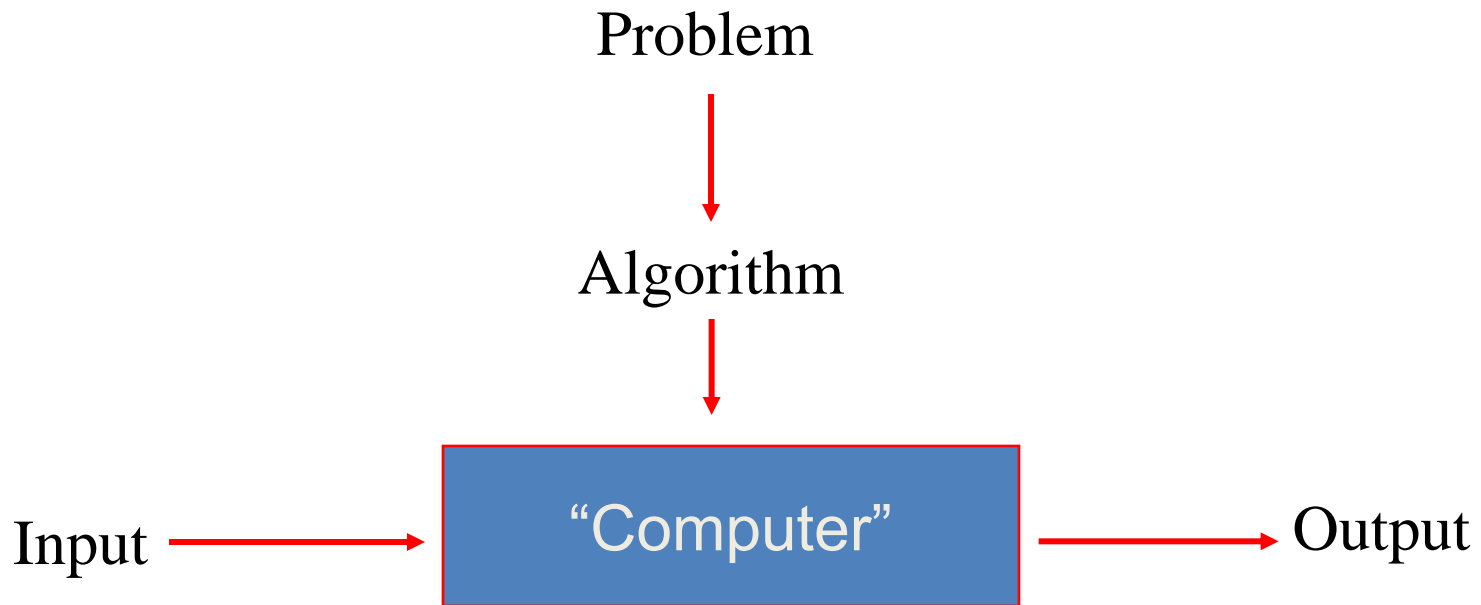 Problem
Algorithm
“Computer”
Input
Output